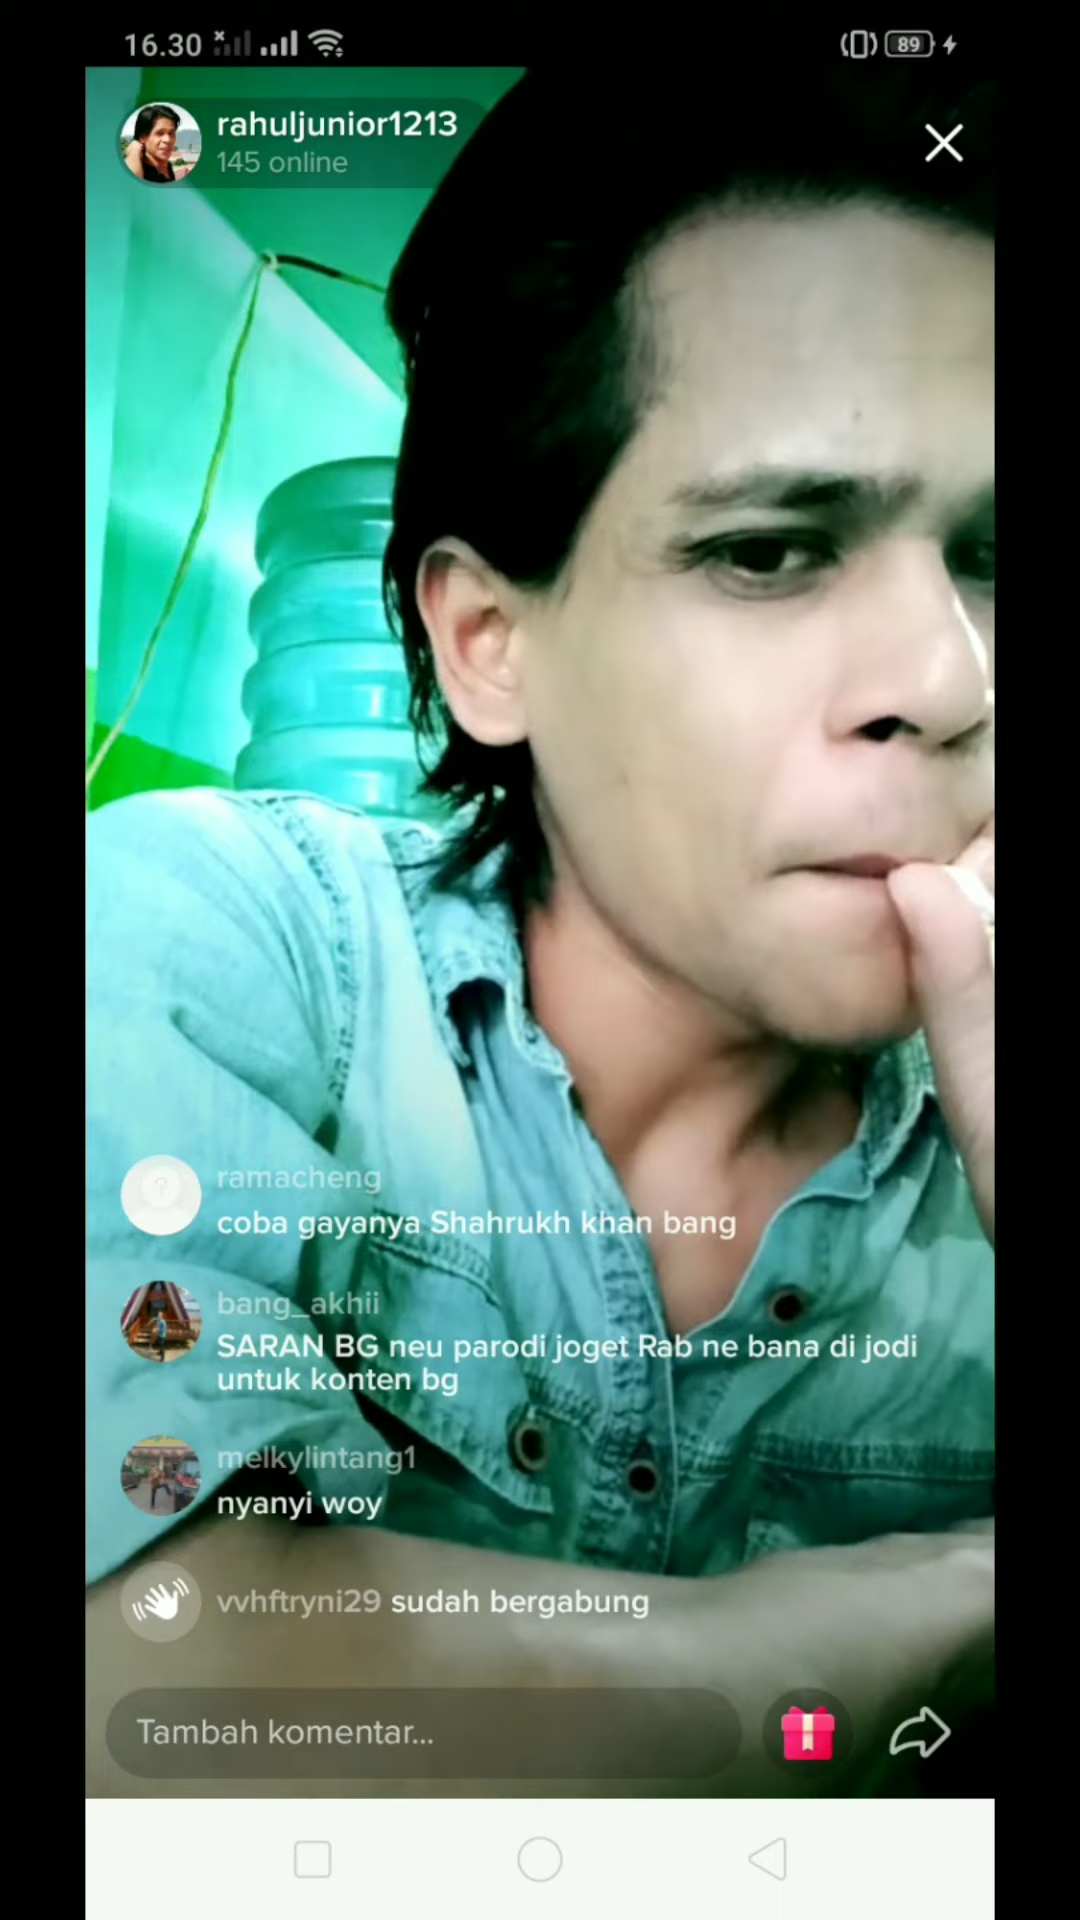 16.30
89
rahuljunior1213
145 online
ramacheng
coba gayanya Shahrukh khan bang
bang_akhii
SARAN BG neu parodi joget Rab ne bana di jodi
untuk konten bg
melkylintang1
nyanyi woy
vvhftryni29 sudah bergabung
Tambah komentar...